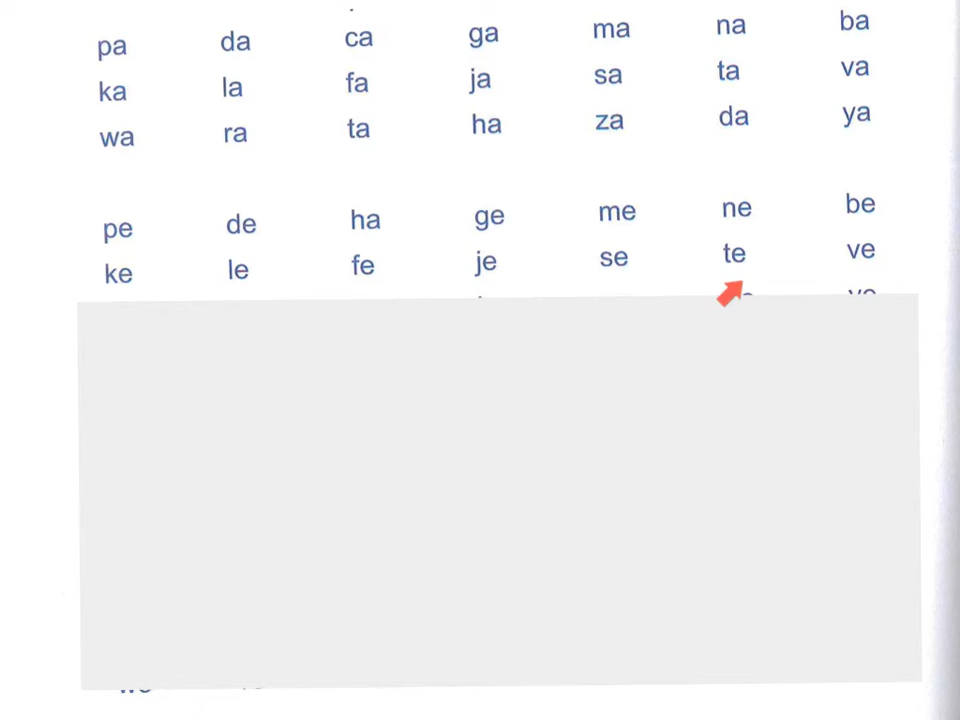 pa da ca ga ma na ba
ka la fa ja sa ta va
wa ra ta ha za da ya
pe de ha ge me ne be
ke le fe je se te ve